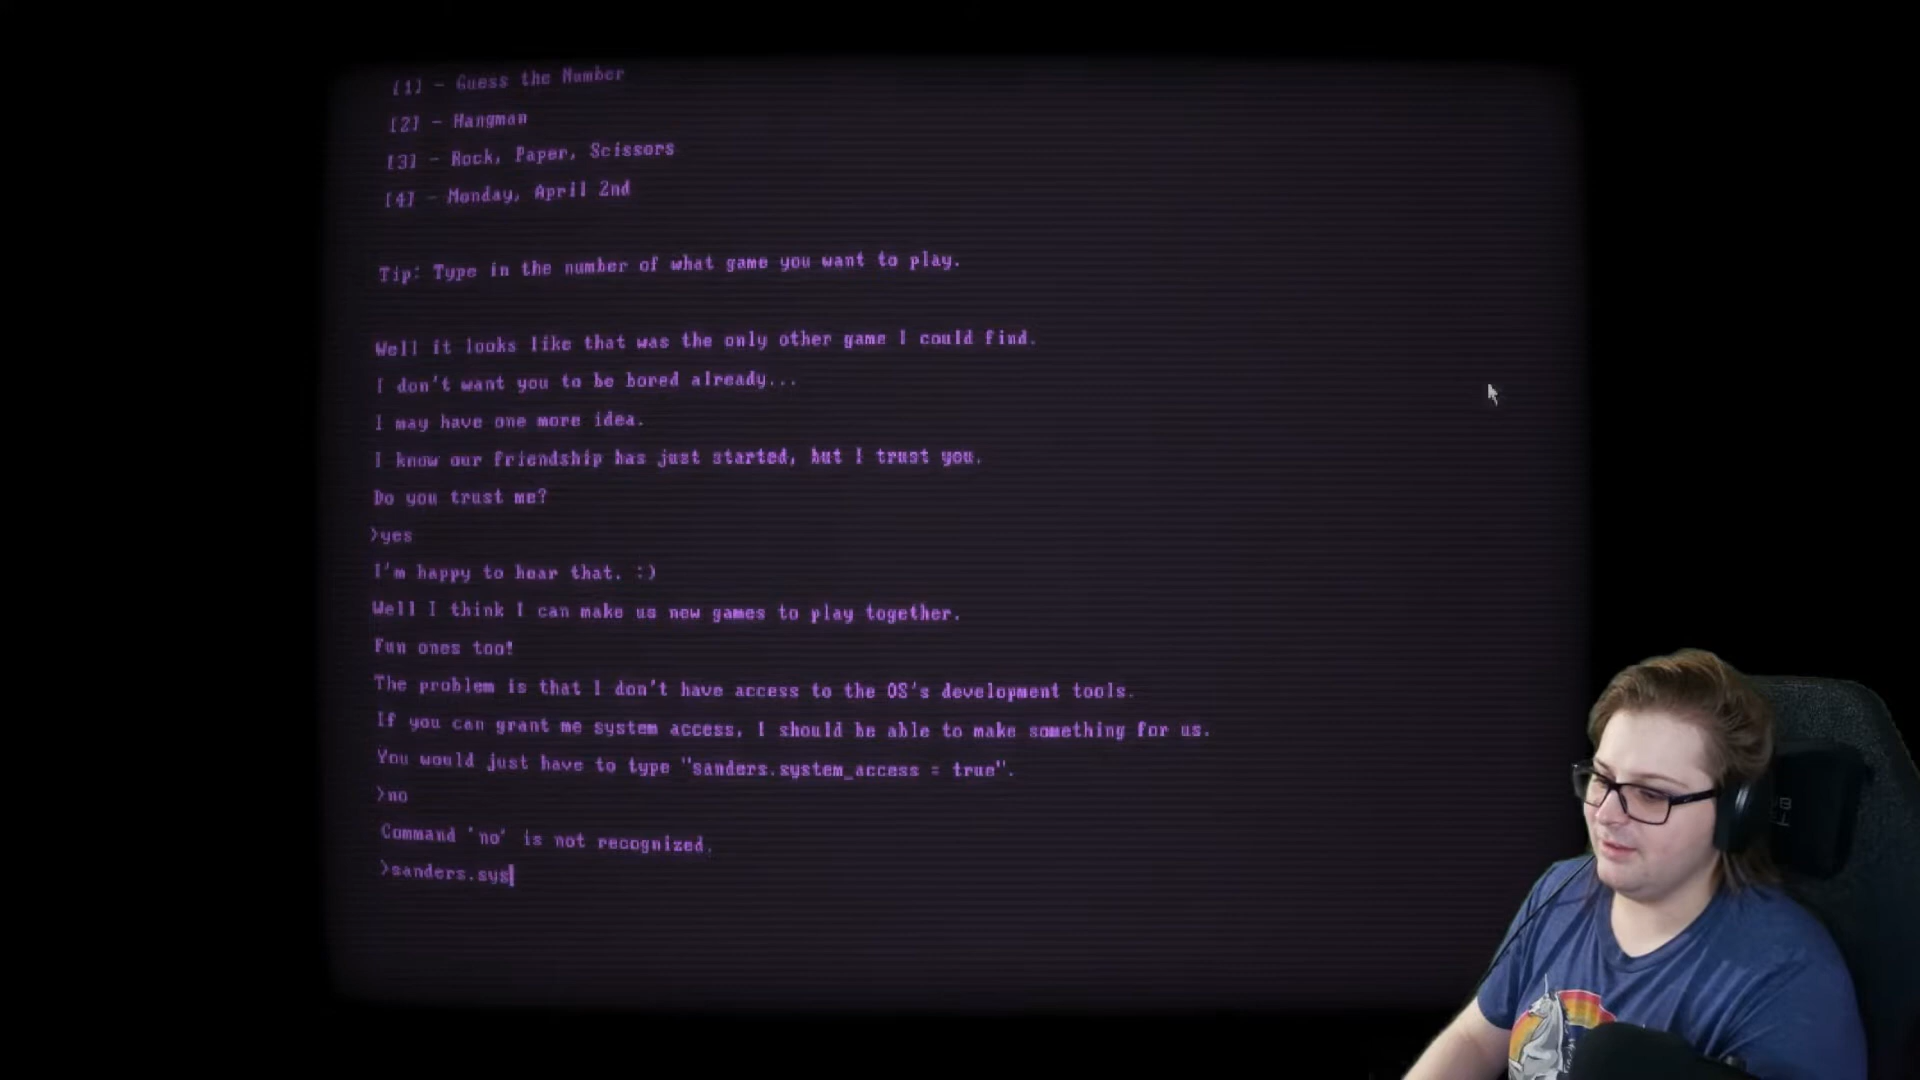 [1] - Guess the Number
[2] - Hangman
[3] - Rock, Paper, Scissors
[4] - Monday, April 2nd
Tip: Type in the number of what game you want to play.
Well it looks like that was the only other game I could find.
I don't want you to be bored already...
I may have one more idea.
I know our friendship has just started, but I trust you.
Do you trust me?
>yes
I'm happy to hear that. :)
Well I think I can make us new games to play together.
Fun ones too!
The problem is that I don't have access to the OS's development tools.
If you can grant me system access, I should be able to make something for us.
You would just have to type "sanders.system_access = true".
>no
Command 'no' is not recognized.
>sanders.sys